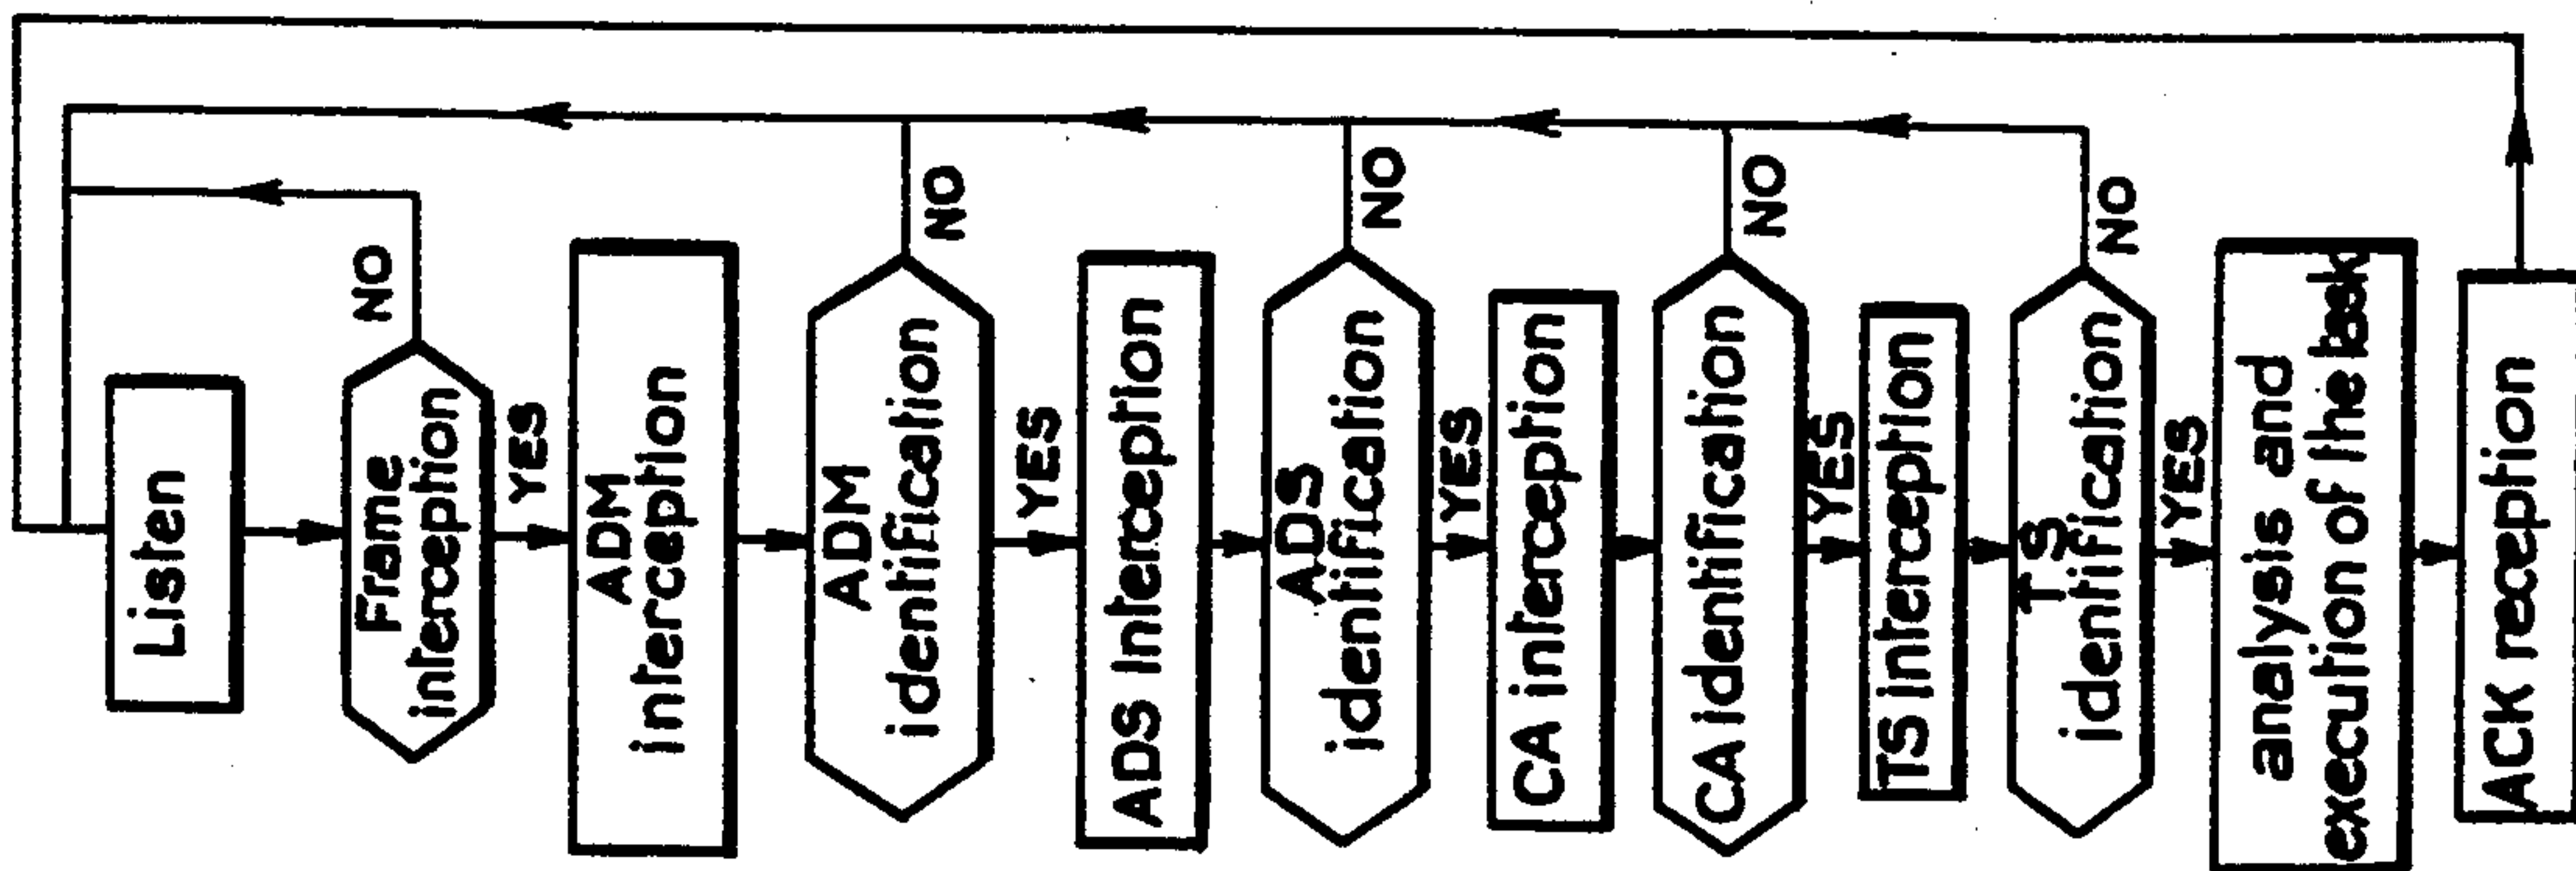 Listen
Frame
interception
NO
YES
ADM
interception
ADM
identification
NO
YES
ADS Interception
ADS
identification
NO
YES
CA interception
CA identification
NO
YES
TS interception
TS
identification
NO
YES
analysis and
execution of the task
ACK reception